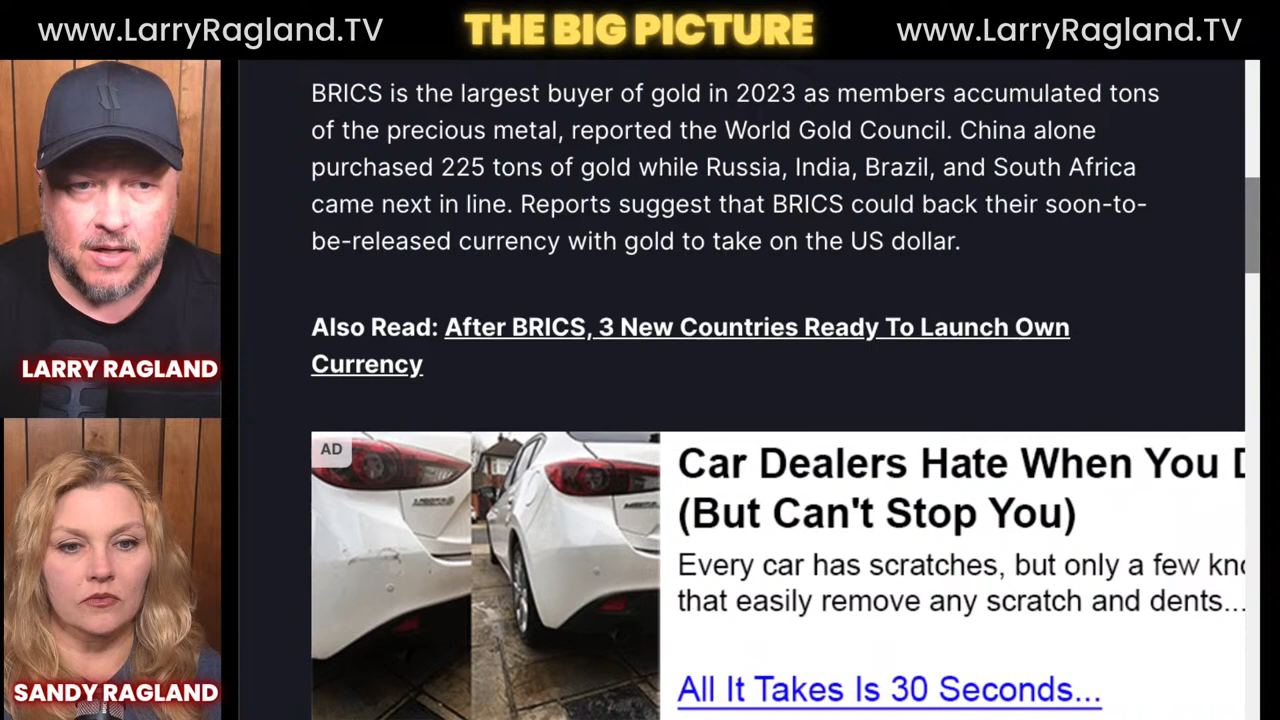 www.LarryRagland.TV
THE BIG PICTURE
www.LarryRagland.TV
BRICS is the largest buyer of gold in 2023 as members accumulated tons
of the precious metal, reported the World Gold Council. China alone
purchased 225 tons of gold while Russia, India, Brazil, and South Africa
came next in line. Reports suggest that BRICS could back their soon-to-
be-released currency with gold to take on the US dollar.
Also Read: After BRICS, 3 New Countries Ready To Launch Own
Currency
LARRY RAGLAND
AD
Car Dealers Hate When You D
(But Can't Stop You)
Every car has scratches, but only a few kno
that easily remove any scratch and dents...
All It Takes Is 30 Seconds...
SANDY RAGLAND